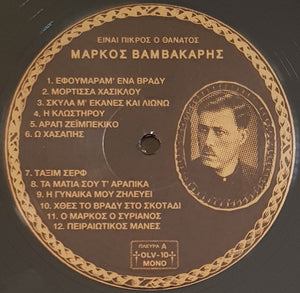 ΕΙΝΑΙ ΠΙΚΡΟΣ Ο ΘΑΝΑΤΟΣ
ΜΑΡΚΟΣ ΒΑΜΒΑΚΑΡΗΣ
1. ΕΦΟΥΜΑΡΑΜ' ΕΝΑ ΒΡΑΔΥ
2. ΜΟΡΤΙΣΣΑ ΧΑΣΙΚΛΟΥ
3. ΣΚΥΛΑ Μ' ΕΚΑΝΕΣ ΚΑΙ ΛΙΩΝΩ
4. Η ΚΛΩΣΤΗΡΟΥ
5. ΑΡΑΠ ΖΕΪΜΠΕΚΙΚΟ
6. Ο ΧΑΣΑΠΗΣ
7. ΤΑΞΙΜ ΣΕΡΦ
8. ΤΑ ΜΑΤΙΑ ΣΟΥ Τ' ΑΡΑΠΙΚΑ
9. Η ΓΥΝΑΙΚΑ ΜΟΥ ΖΗΛΕΥΕΙ
10. ΧΘΕΣ ΤΟ ΒΡΑΔΥ ΣΤΟ ΣΚΟΤΑΔΙ
11. Ο ΜΑΡΚΟΣ Ο ΣΥΡΙΑΝΟΣ
12. ΠΕΙΡΑΙΩΤΙΚΟΣ ΜΑΝΕΣ
ΠΛΕΥΡΑ Α
OLV-10
MONO